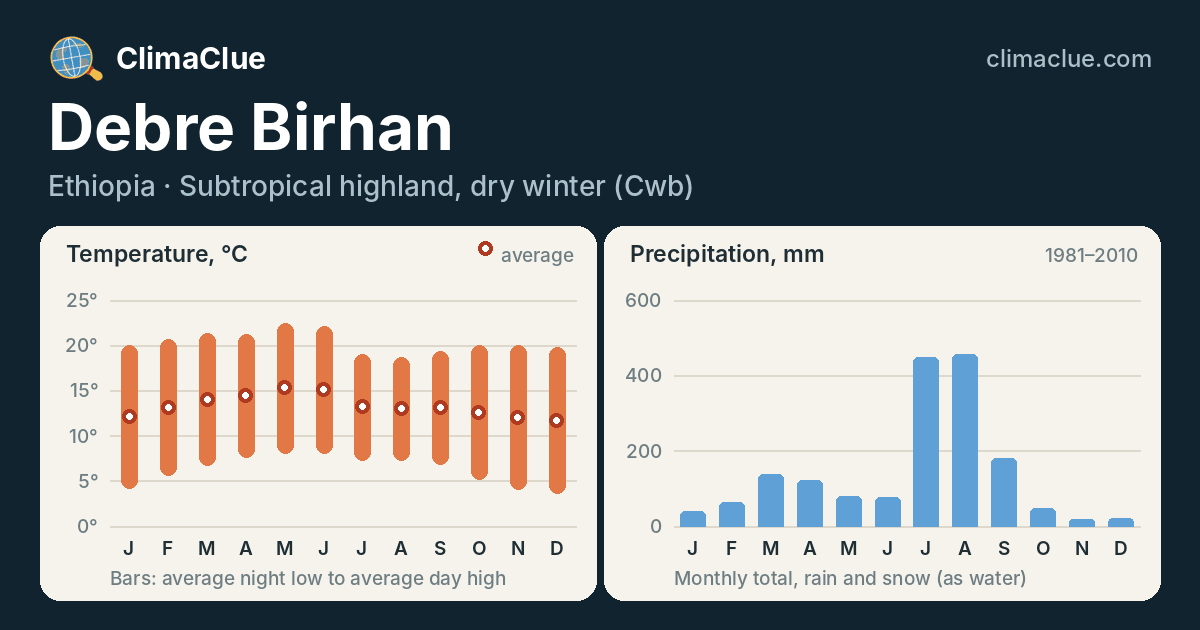 ClimaClue
climaclue.com
Debre Birhan
Ethiopia · Subtropical highland, dry winter (Cwb)
Temperature, °C
average
25°
20°
15°
10°
5°
0°
J F M A M J J A S O N D
Bars: average night low to average day high
Precipitation, mm
1981–2010
600
400
200
0
J F M A M J J A S O N D
Monthly total, rain and snow (as water)